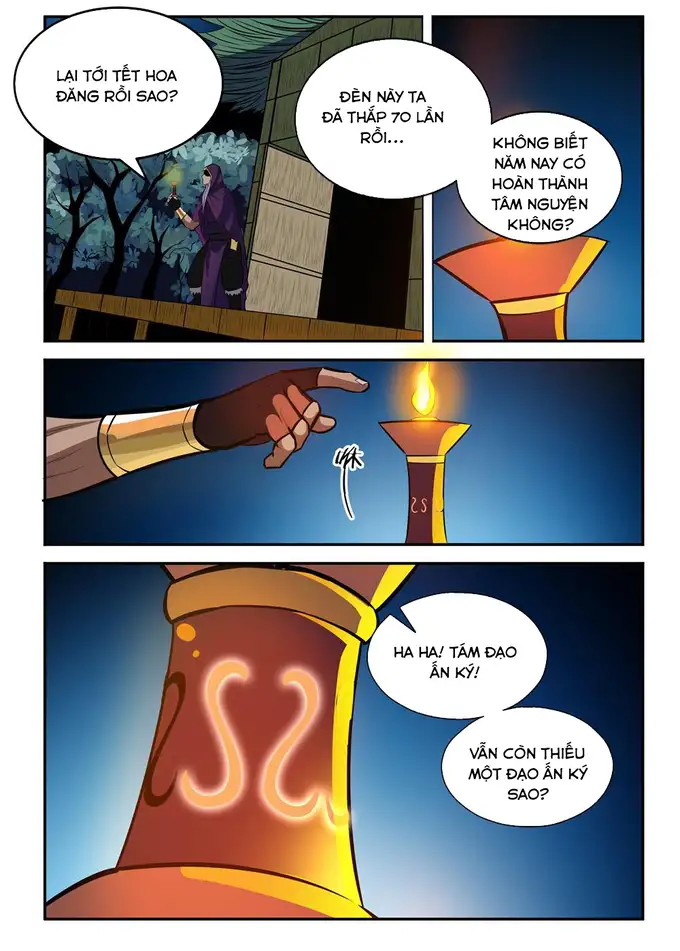 LẠI TỚI TẾT HOA
ĐĂNG RỒI SAO?
ĐÈN NÀY TA
ĐÃ THẮP 70 LẦN
RỒI...
KHÔNG BIẾT
NĂM NAY CÓ
HOÀN THÀNH
TÂM NGUYỆN
KHÔNG?
咻
HA HA! TÁM ĐẠO
ẤN KÝ!
VẪN CÒN THIẾU
MỘT ĐẠO ẤN KÝ
SAO?